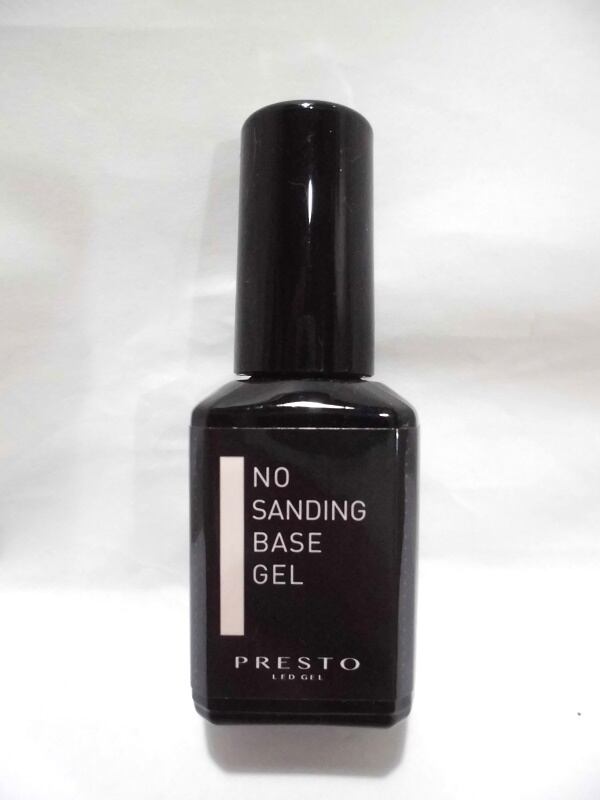 NO
SANDING
BASE
GEL
PRESTO
LED GEL